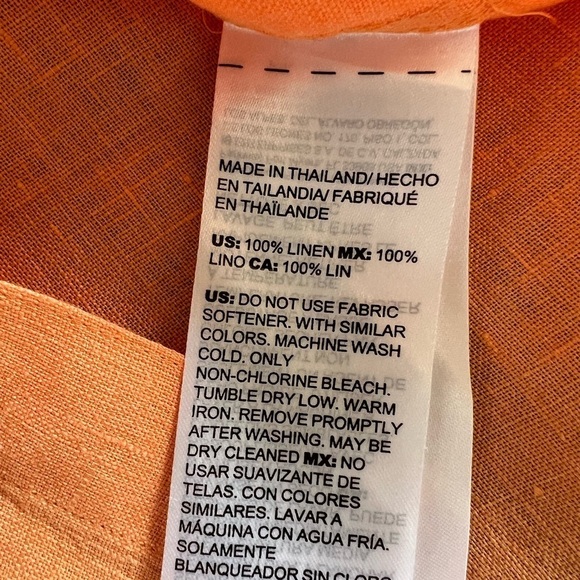 MADE IN THAILAND/ HECHO
EN TAILANDIA/ FABRIQUÉ
EN THAÏLANDE
US: 100% LINEN MX: 100%
LINO CA: 100% LIN
US: DO NOT USE FABRIC
SOFTENER. WITH SIMILAR
COLORS. MACHINE WASH
COLD. ONLY
NON-CHLORINE BLEACH.
TUMBLE DRY LOW. WARM
IRON. REMOVE PROMPTLY
AFTER WASHING. MAY BE
DRY CLEANED MX: NO
USAR SUAVIZANTE DE
TELAS. CON COLORES
SIMILARES. LAVAR A
MÁQUINA CON AGUA FRÍA.
SOLAMENTE
BLANQUEADOR SIN CLORO